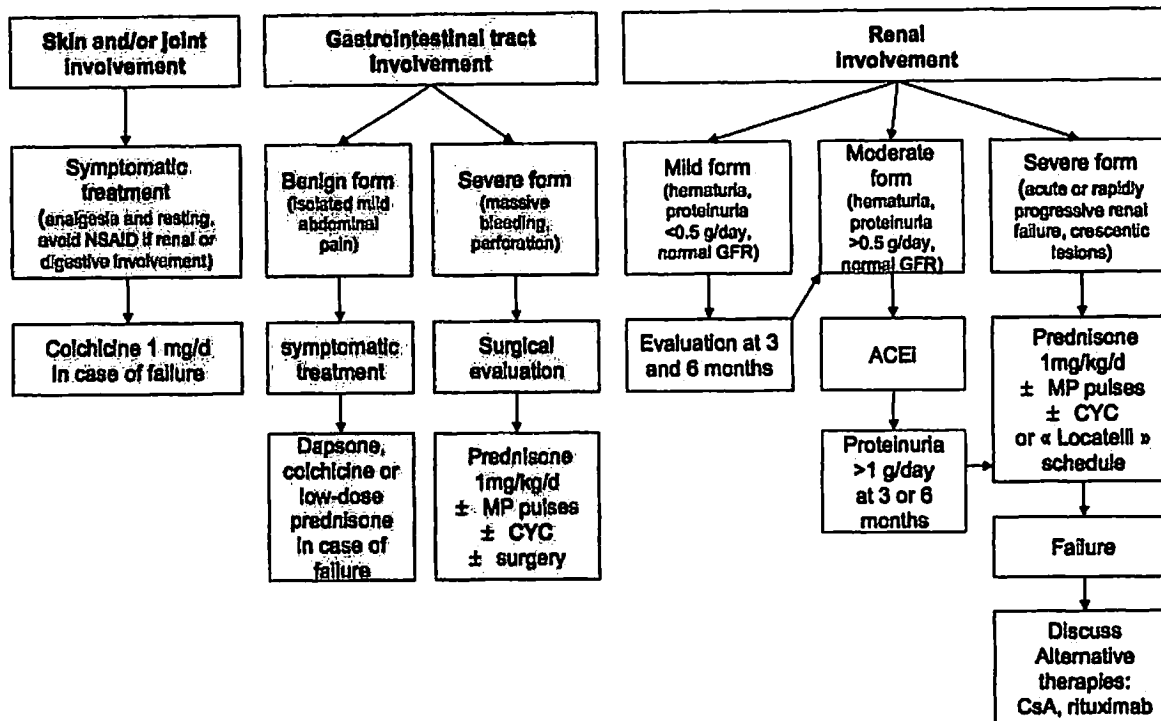 Skin and/or joint
involvement
Symptomatic
treatment
(analgesia and resting,
avoid NSAID if renal or
digestive involvement)
Colchicine 1 mg/d
in case of failure
Gastrointestinal tract
involvement
Benign form
(isolated mild
abdominal
pain)
symptomatic
treatment
Dapsone,
colchicine or
low-dose
prednisone
in case of
failure
Severe form
(massive
bleeding,
perforation)
Surgical
evaluation
Prednisone
1mg/kg/d
± MP pulses
± CYC
± surgery
Renal
involvement
Mild form
(hematuria,
proteinuria
<0.5 g/day,
normal GFR)
Evaluation at 3
and 6 months
Moderate
form
(hematuria,
proteinuria
>0.5 g/day,
normal GFR)
ACEi
Proteinuria
>1 g/day
at 3 or 6
months
Severe form
(acute or rapidly
progressive renal
failure, crescentic
lesions)
Prednisone
1mg/kg/d
± MP pulses
± CYC
or « Locatelli »
schedule
Failure
Discuss
Alternative
therapies:
CsA, rituximab